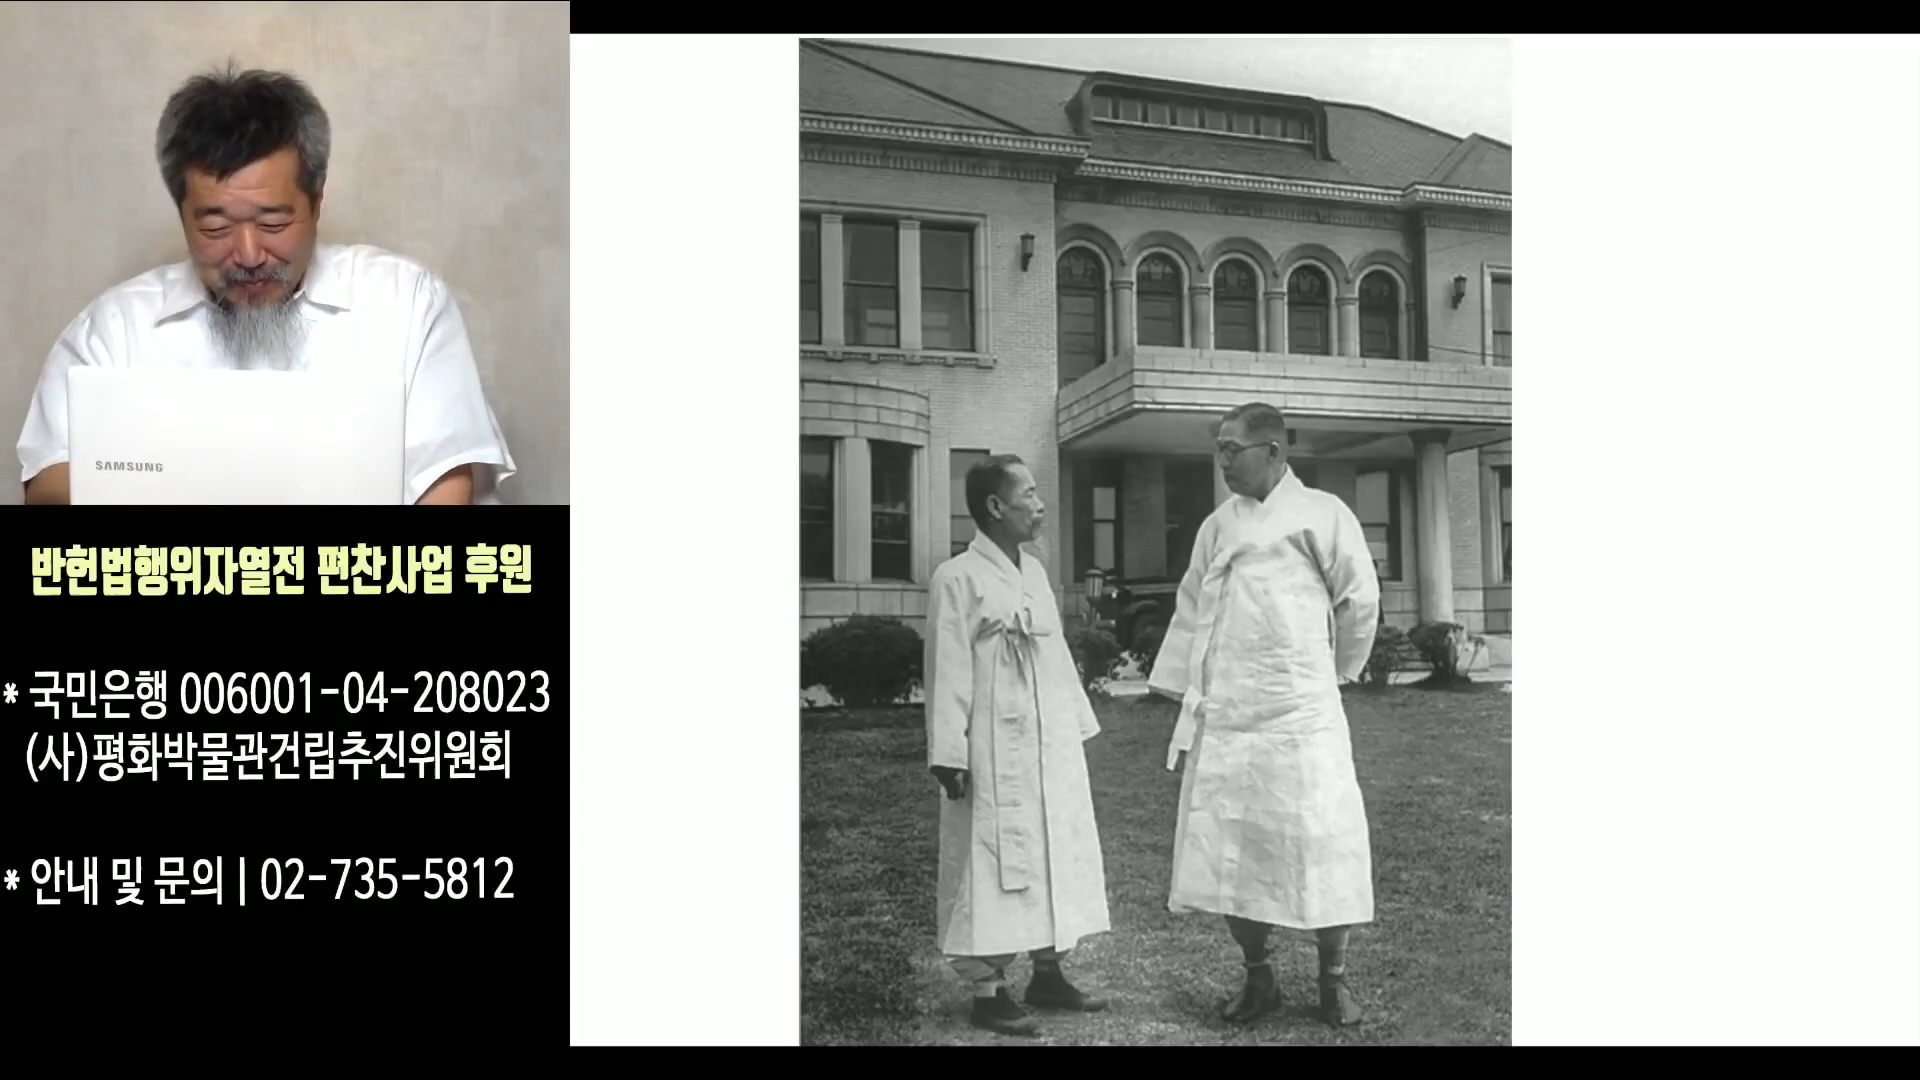 SAMSUNG
반헌법행위자열전 편찬사업 후원
* 국민은행 006001-04-208023
(사)평화박물관건립추진위원회
* 안내 및 문의 | 02-735-5812